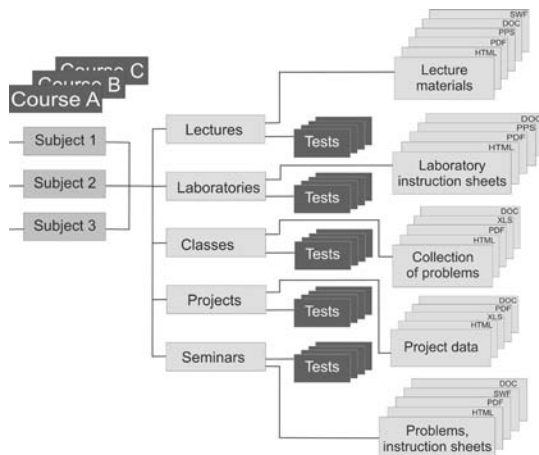 Course C
Course B
Course A
Subject 1
Subject 2
Subject 3
Lectures
Tests
Laboratories
Tests
Classes
Tests
Projects
Tests
Seminars
Tests
SWF
DOC
PPS
PDF
HTML
Lecture
materials
DOC
PPS
PDF
HTML
Laboratory
instruction sheets
DOC
XLS
PDF
HTML
Collection
of problems
DOC
PDF
XLS
HTML
Project data
DOC
SWF
PDF
HTML
Problems,
instruction sheets